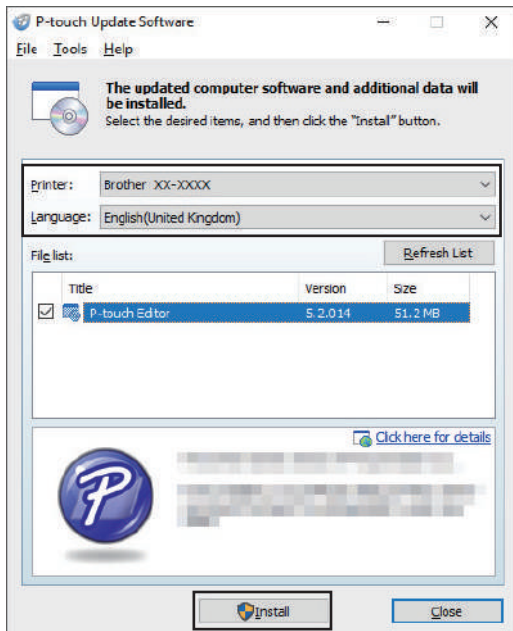 P-touch Update Software
File Tools Help
The updated computer software and additional data will
be installed.
Select the desired items, and then click the "Install" button.
Printer: Brother XX-XXXX
Language: English(United Kingdom)
File list: Refresh List
Title Version Size
P-touch Editor 5.2.014 51.2 MB
Click here for details
P
Install Close